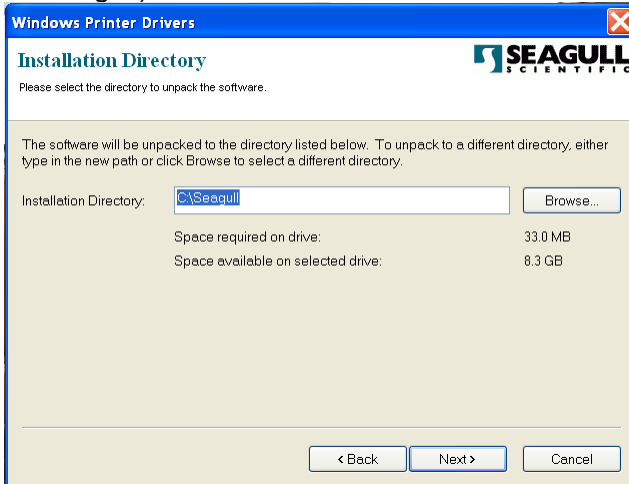 Windows Printer Drivers
Installation Directory
SEAGULL
SCIENTIFIC
Please select the directory to unpack the software.
The software will be unpacked to the directory listed below. To unpack to a different directory, either
type in the new path or click Browse to select a different directory.
Installation Directory: C:\Seagull Browse...
Space required on drive: 33.0 MB
Space available on selected drive: 8.3 GB
< Back Next > Cancel